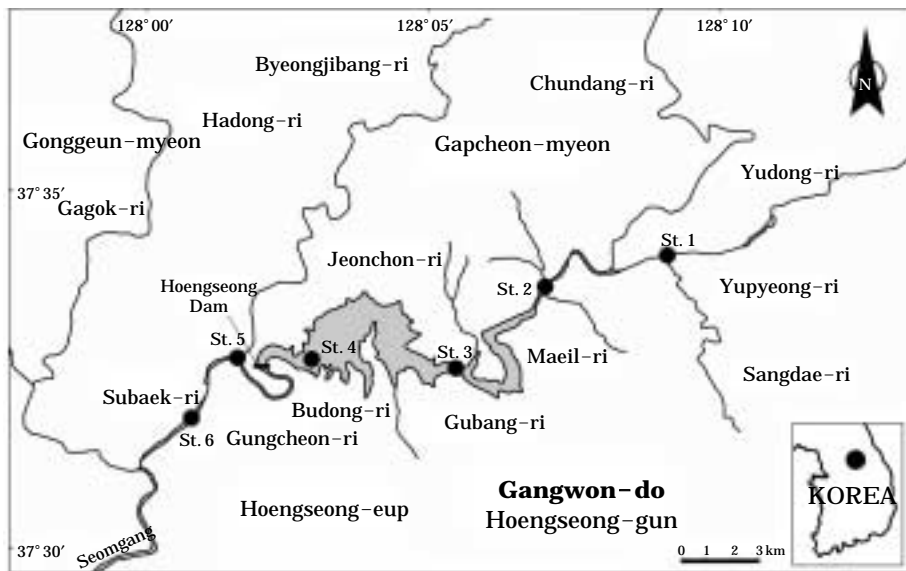 128° 00′
128° 05′
128° 10′
Byeongjibang-ri
Chundang-ri
N
Hadong-ri
Gonggeun-myeon
Gapcheon-myeon
Yudong-ri
37° 35′
Gagok-ri
St. 1
Jeonchon-ri
Hoengseong
Dam
St. 2
Yupyeong-ri
St. 5
St. 4
St. 3
Maeil-ri
Sangdae-ri
Subaek-ri
Budong-ri
Gubang-ri
St. 6
Gungcheon-ri
KOREA
Gangwon-do
Hoengseong-eup
Hoengseong-gun
Seomgang
37° 30′
0 1 2 3 km